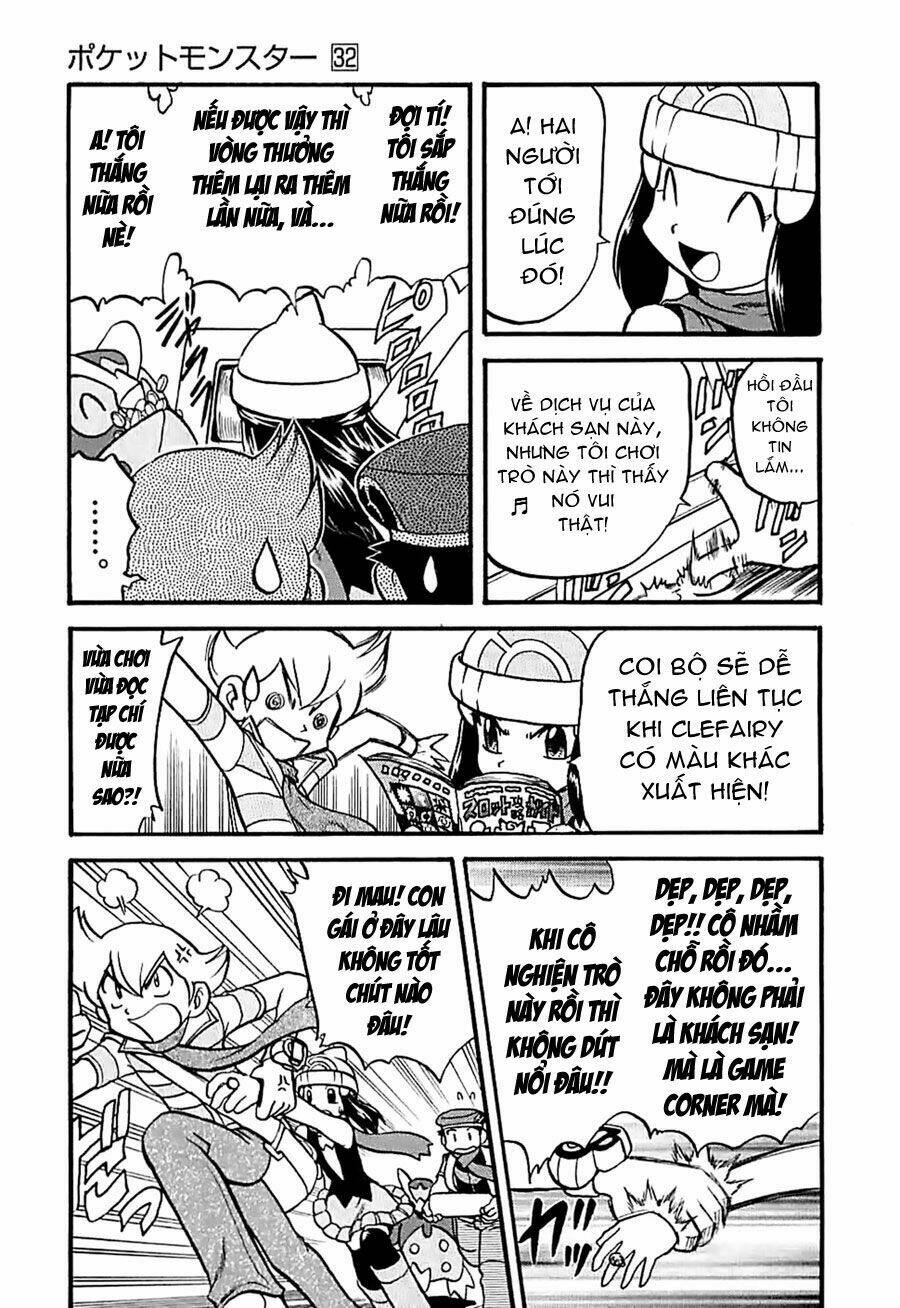 ポケットモンスター 32
A! HAI
NGƯỜI
TỚI
ĐÚNG
LÚC
ĐÓ!
ĐỢI TÍ!
TÔI SẮP
THẮNG
NỮA RỒI!
NẾU ĐƯỢC VẬY THÌ
VÒNG THƯỞNG
THÊM LẠI RA THÊM
LẦN NỮA, VÀ...
A! TÔI
THẮNG
NỮA RỒI
NÈ!
……。
HỒI ĐẦU
TÔI
KHÔNG
TIN
LẮM...
VỀ DỊCH VỤ CỦA
KHÁCH SẠN NÀY,
NHƯNG TÔI CHƠI
TRÒ NÀY THÌ THẤY
NÓ VUI
THẬT!
COI BỘ SẼ DỄ
THẮNG LIÊN TỤC
KHI CLEFAIRY
CÓ MÀU KHÁC
XUẤT HIỆN!
スロット
VỪA CHƠI
VỪA ĐỌC
TẠP CHÍ
ĐƯỢC
NỮA
SAO?!
DẸP, DẸP, DẸP,
DẸP!! CÔ NHẦM
CHỖ RỒI ĐÓ...
ĐÂY KHÔNG PHẢI
LÀ KHÁCH SẠN!
MÀ LÀ GAME
CORNER MÀ!
KHI CÔ
NGHIỆN TRÒ
NÀY RỒI THÌ
KHÔNG DỨT
NỔI ĐÂU!!
ĐI MAU! CON
GÁI Ở ĐÂY LÂU
KHÔNG TỐT
CHÚT NÀO
ĐÂU!